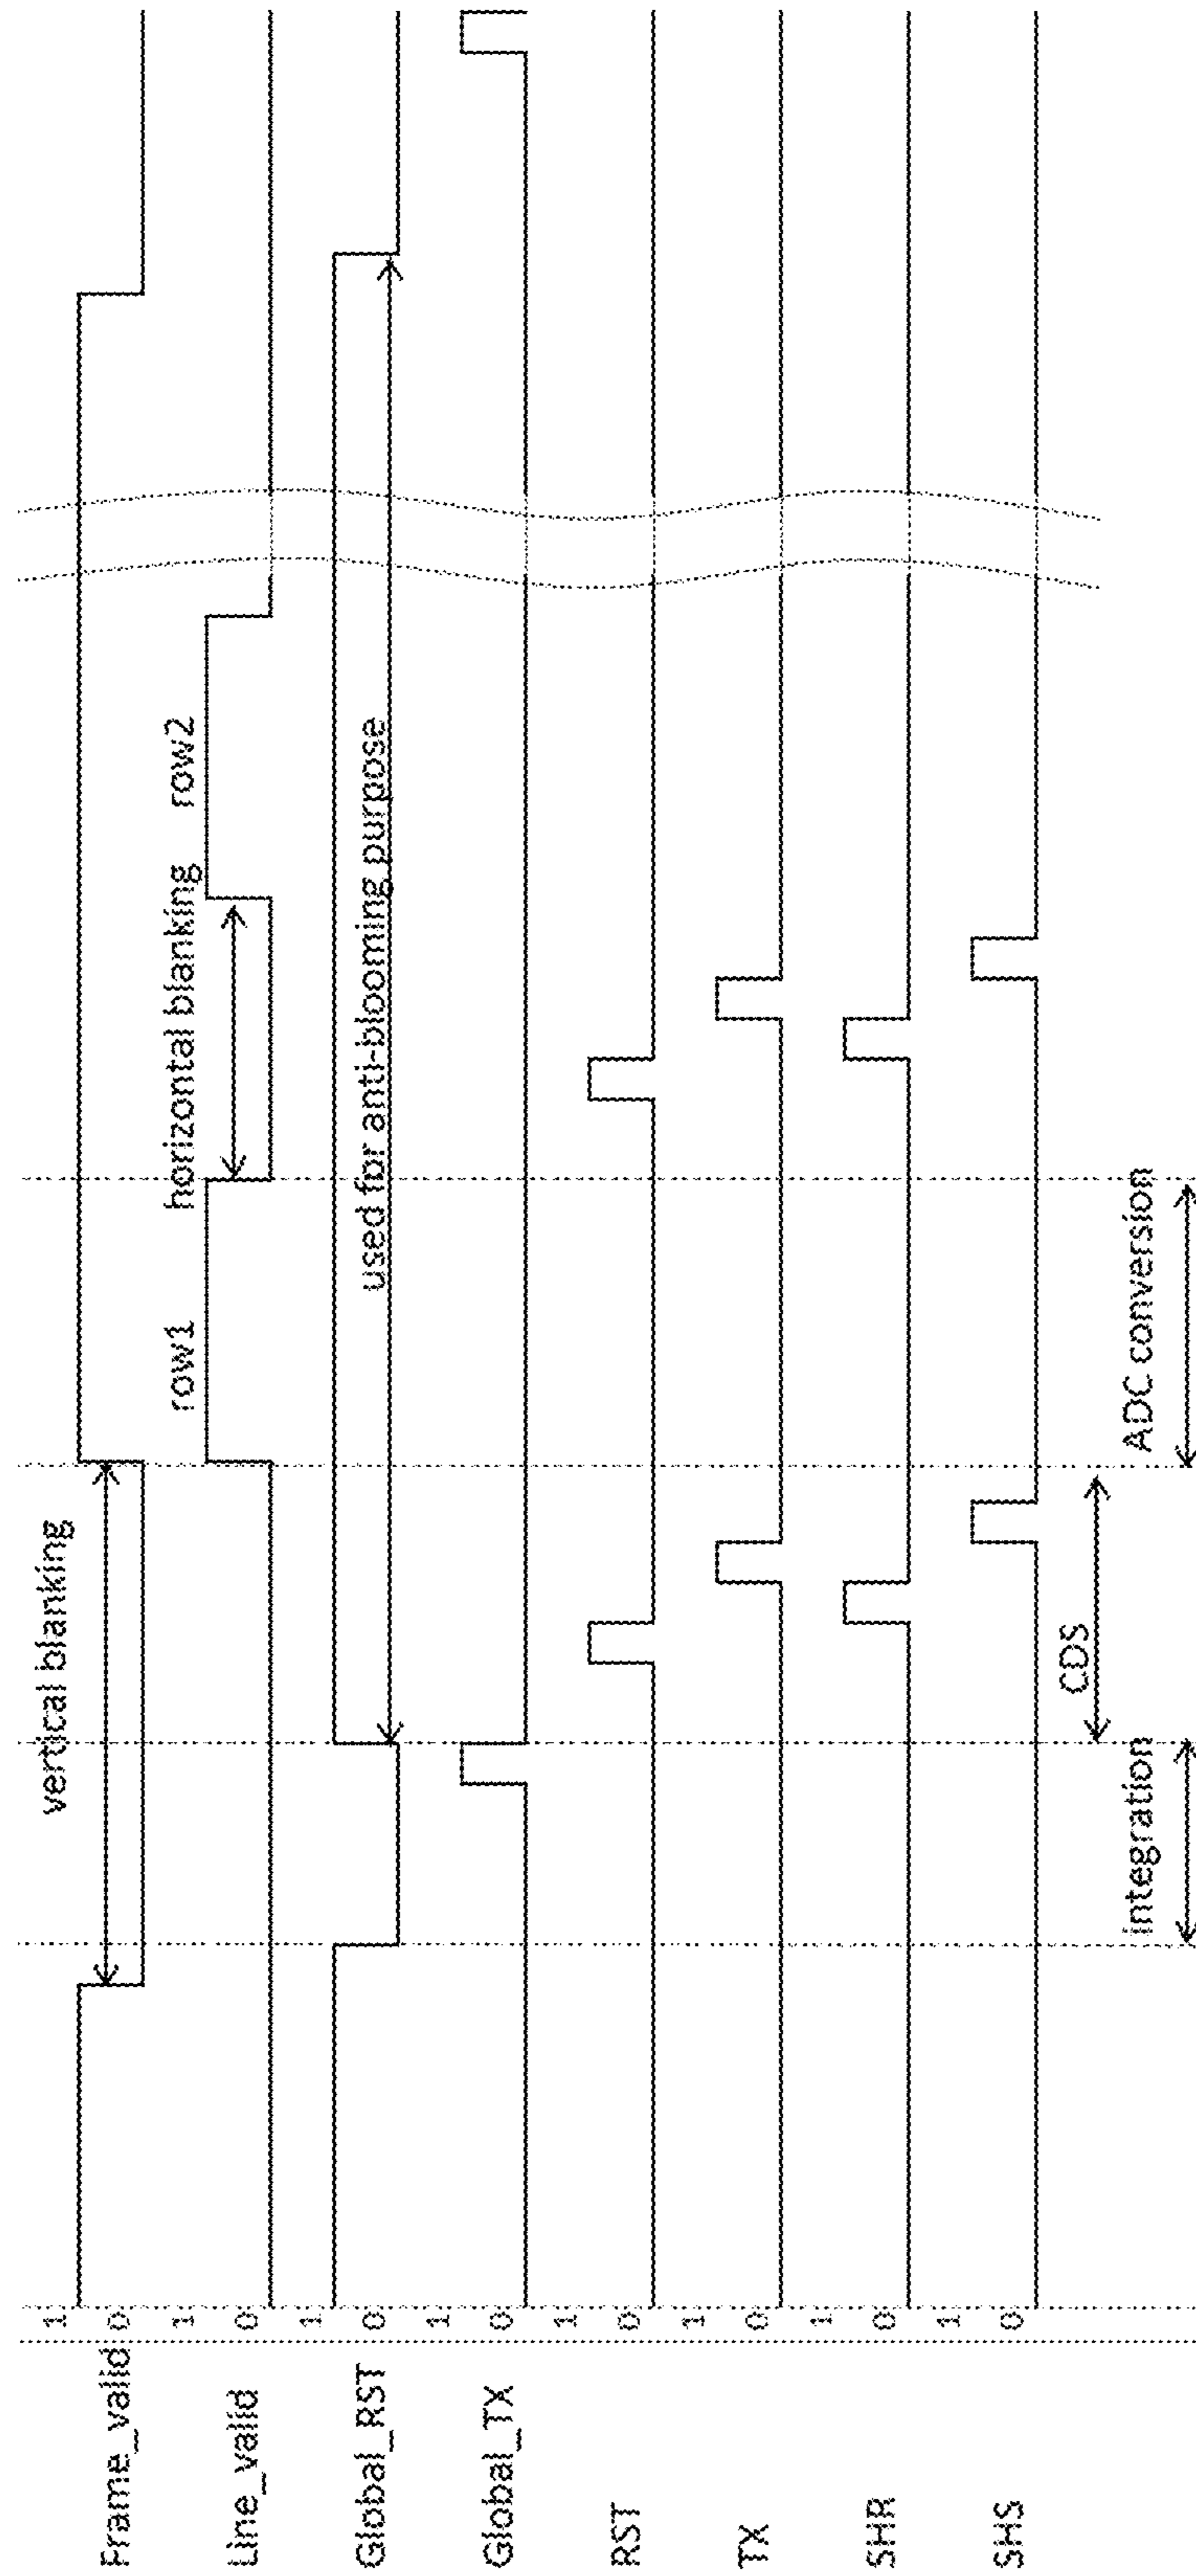 Frame_valid
1
0
vertical blanking
Line_valid
1
0
row1
horizontal blanking
row2
Global_RST
1
0
used for anti-blooming purpose
Global_TX
1
0
RST
1
0
TX
1
0
SHR
1
0
SHS
1
0
CDS
integration
ADC conversion